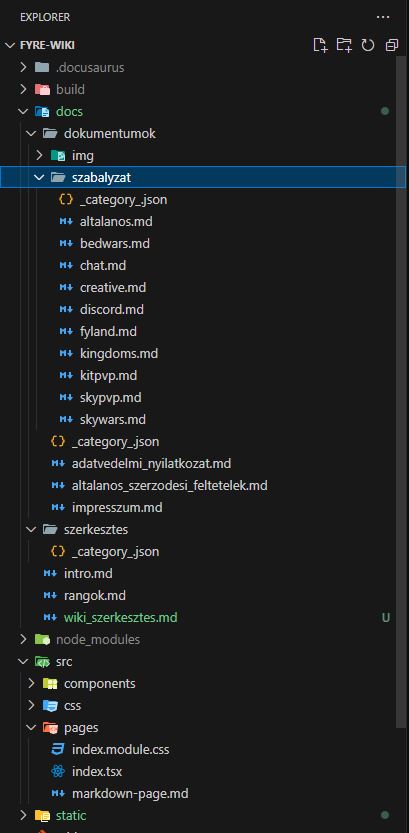 EXPLORER
FYRE-WIKI
.docusaurus
build
docs
dokumentumok
img
szabalyzat
_category_.json
altalanos.md
bedwars.md
chat.md
creative.md
discord.md
fyland.md
kingdoms.md
kitpvp.md
skypvp.md
skywars.md
_category_.json
adatvedelmi_nyilatkozat.md
altalanos_szerzodesi_feltetelek.md
impresszum.md
szerkesztes
_category_.json
intro.md
rangok.md
wiki_szerkesztes.md U
node_modules
src
components
css
pages
index.module.css
index.tsx
markdown-page.md
static